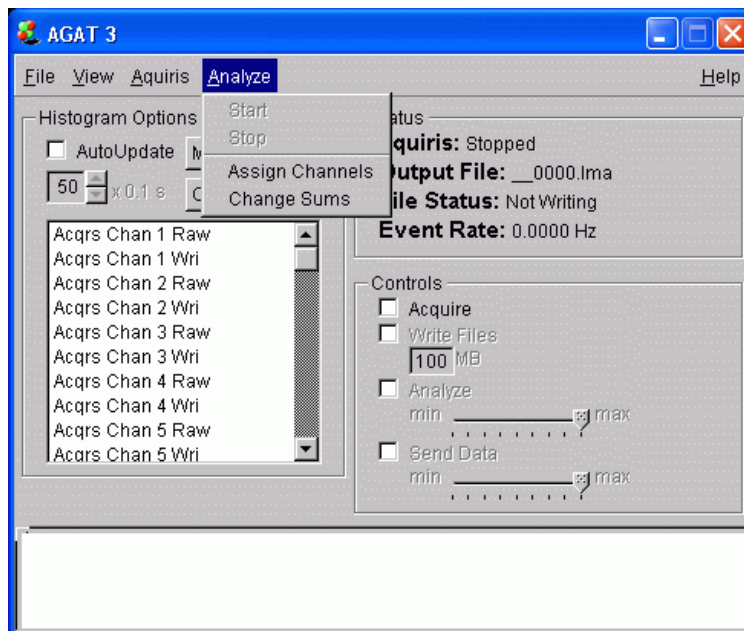 AGAT 3
File View Aquiris Analyze Help
Start
Stop
Assign Channels
Change Sums
Histogram Options
AutoUpdate
50 x 0.1 s
Acqrs Chan 1 Raw
Acqrs Chan 1 Wri
Acqrs Chan 2 Raw
Acqrs Chan 2 Wri
Acqrs Chan 3 Raw
Acqrs Chan 3 Wri
Acqrs Chan 4 Raw
Acqrs Chan 4 Wri
Acqrs Chan 5 Raw
Acqrs Chan 5 Wri
atus
quiris: Stopped
utput File: __0000.lma
ile Status: Not Writing
Event Rate: 0.0000 Hz
Controls
Acquire
Write Files
100 MB
Analyze
min max
Send Data
min max